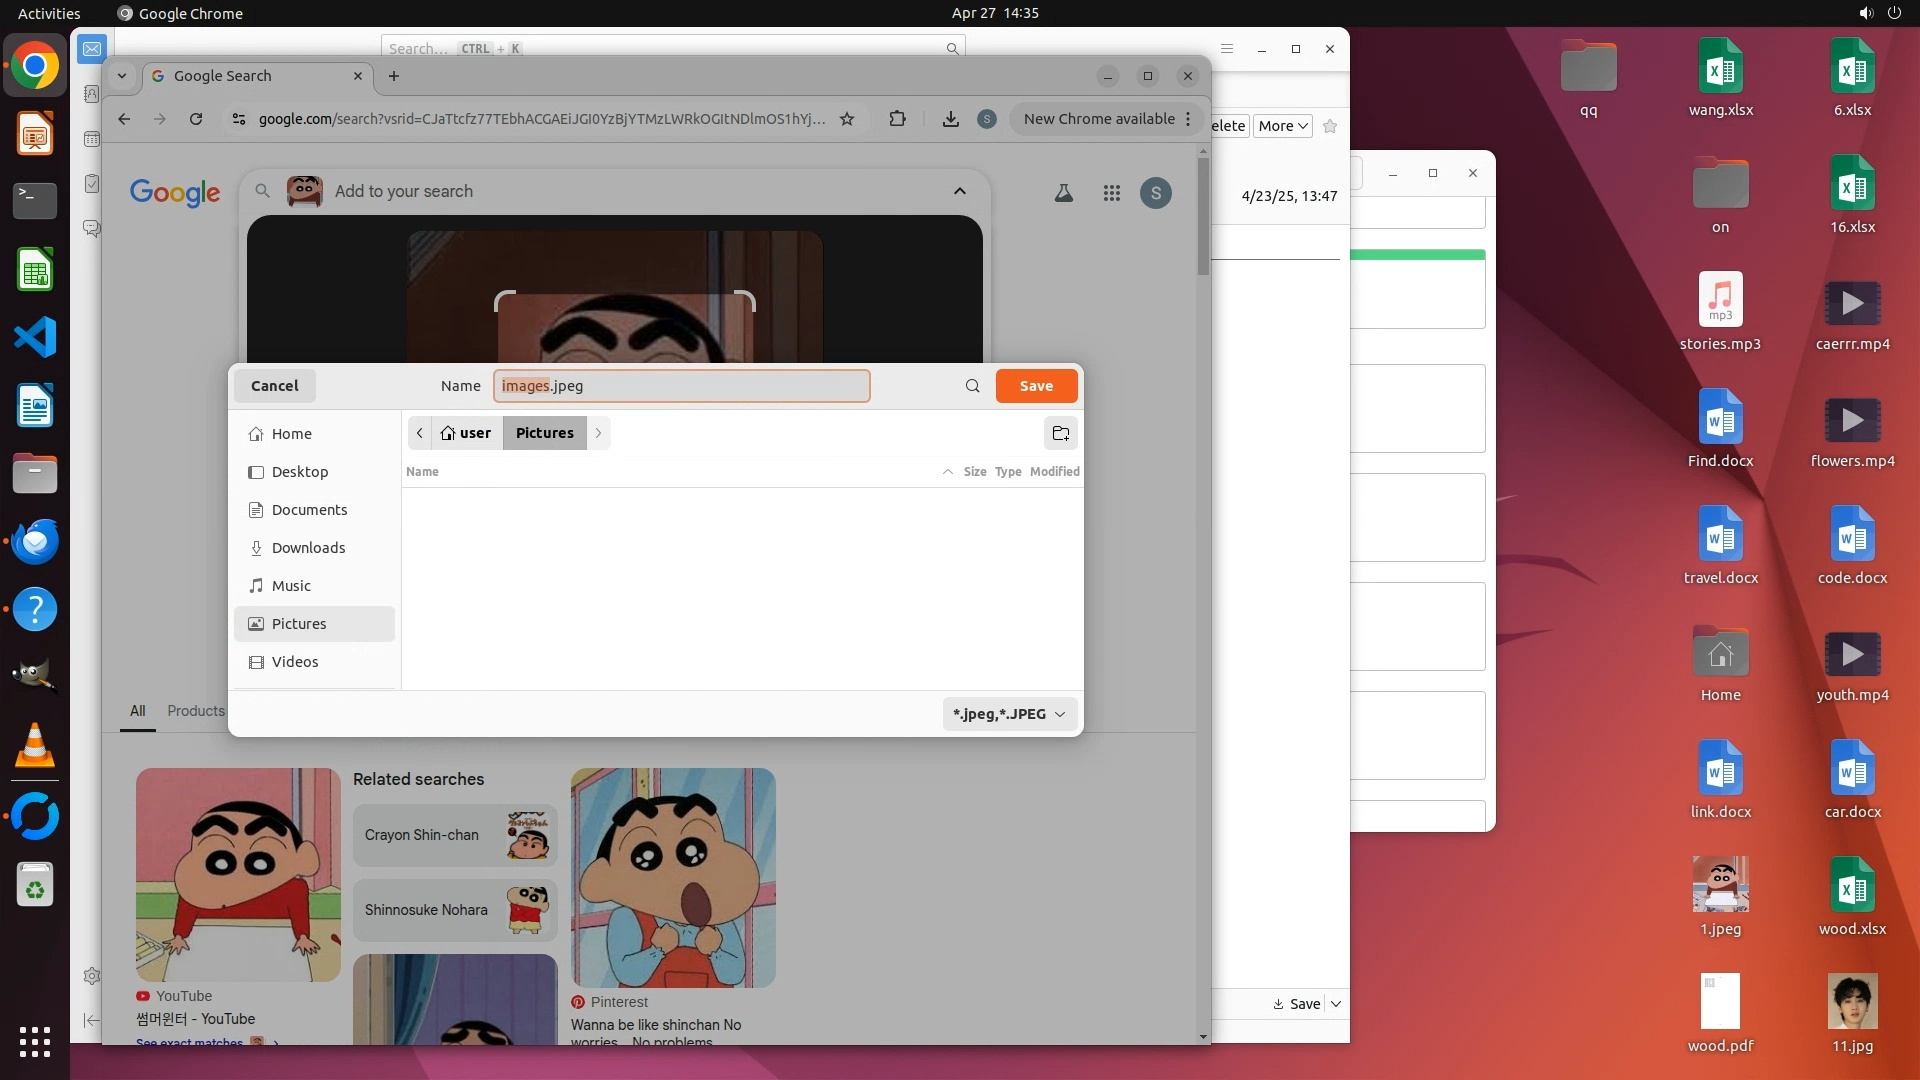 Activities
Google Chrome
Apr 27 14:35
Search... CTRL + K
Google Search
google.com/search?vsrid=CJaTtcfz77TEbhACGAEiJGI0YzBjYTMzLWRkOGItNDlmOS1hYj...
S
New Chrome available
elete
More
Google
Add to your search
S
4/23/25, 13:47
Cancel
Name
images.jpeg
Save
Home
user
Pictures
Desktop
Name
Size
Type
Modified
Documents
Downloads
Music
Pictures
Videos
*.jpeg,*.JPEG
All
Products
Related searches
Crayon Shin-chan
Shinnosuke Nohara
YouTube
썸머윈터 - YouTube
See exact matches
Pinterest
Wanna be like shinchan No
worries... No problems
Save
qq
wang.xlsx
6.xlsx
on
16.xlsx
mp3
stories.mp3
caerrr.mp4
Find.docx
flowers.mp4
travel.docx
code.docx
Home
youth.mp4
link.docx
car.docx
1.jpeg
wood.xlsx
wood.pdf
11.jpg